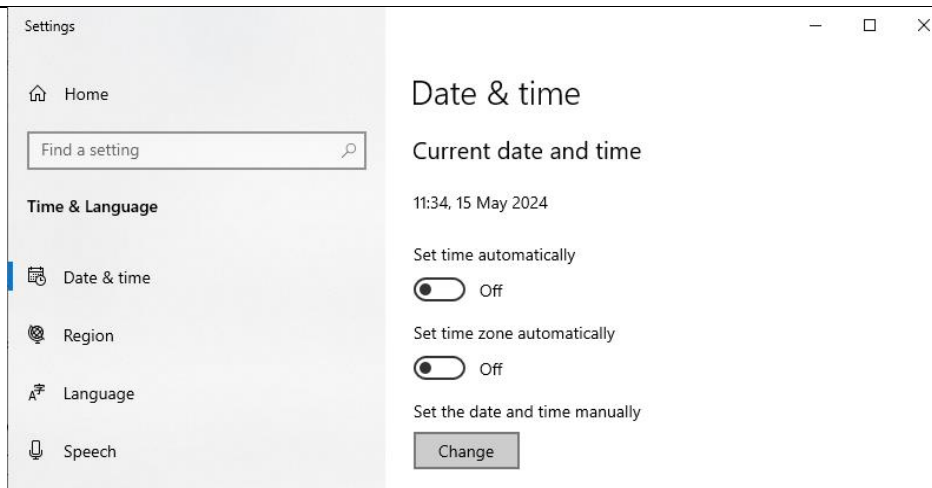 Settings
Home
Find a setting
Time & Language
Date & time
Region
Language
Speech
Date & time
Current date and time
11:34, 15 May 2024
Set time automatically
Off
Set time zone automatically
Off
Set the date and time manually
Change